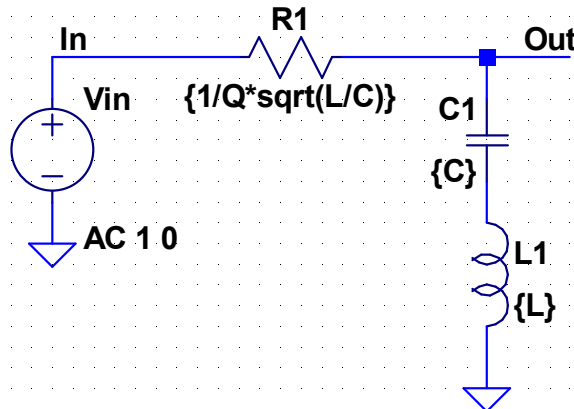 R1
In
Out
{1/Q*sqrt(L/C)}
Vin
C1
{C}
AC 1 0
L1
{L}